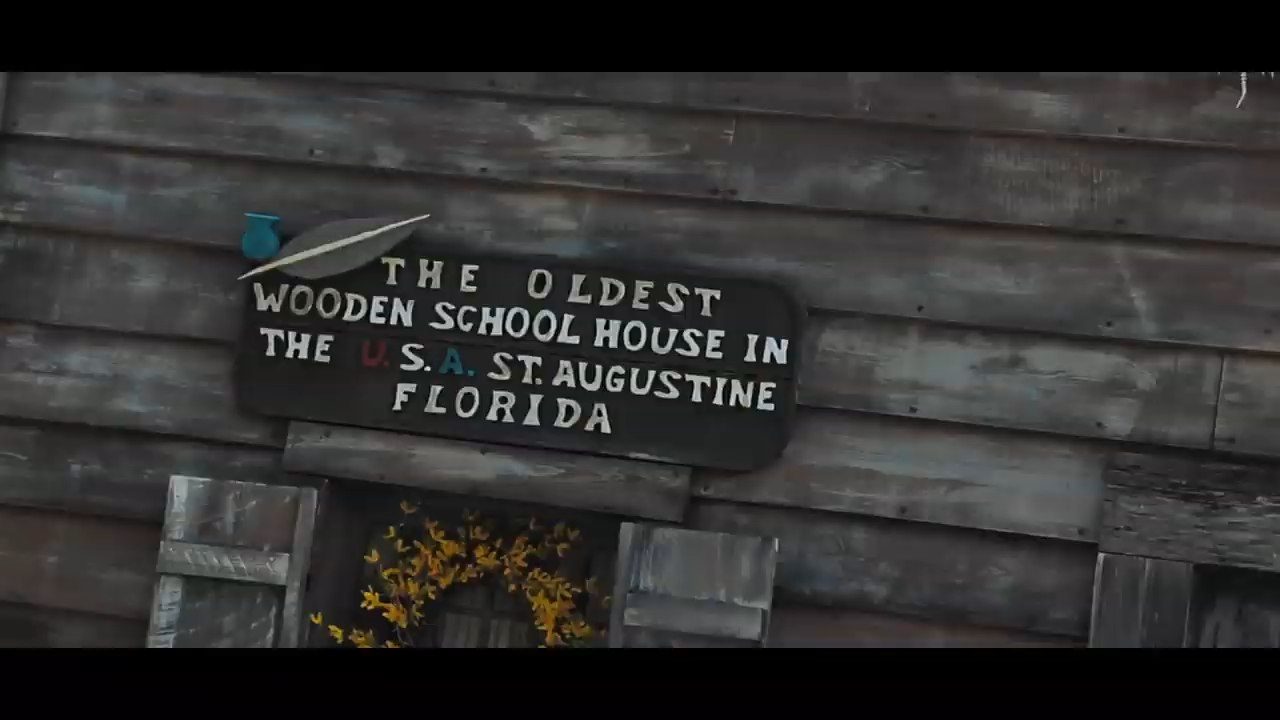 THE OLDEST
WOODEN SCHOOL HOUSE IN
THE U.S.A. ST. AUGUSTINE
FLORIDA